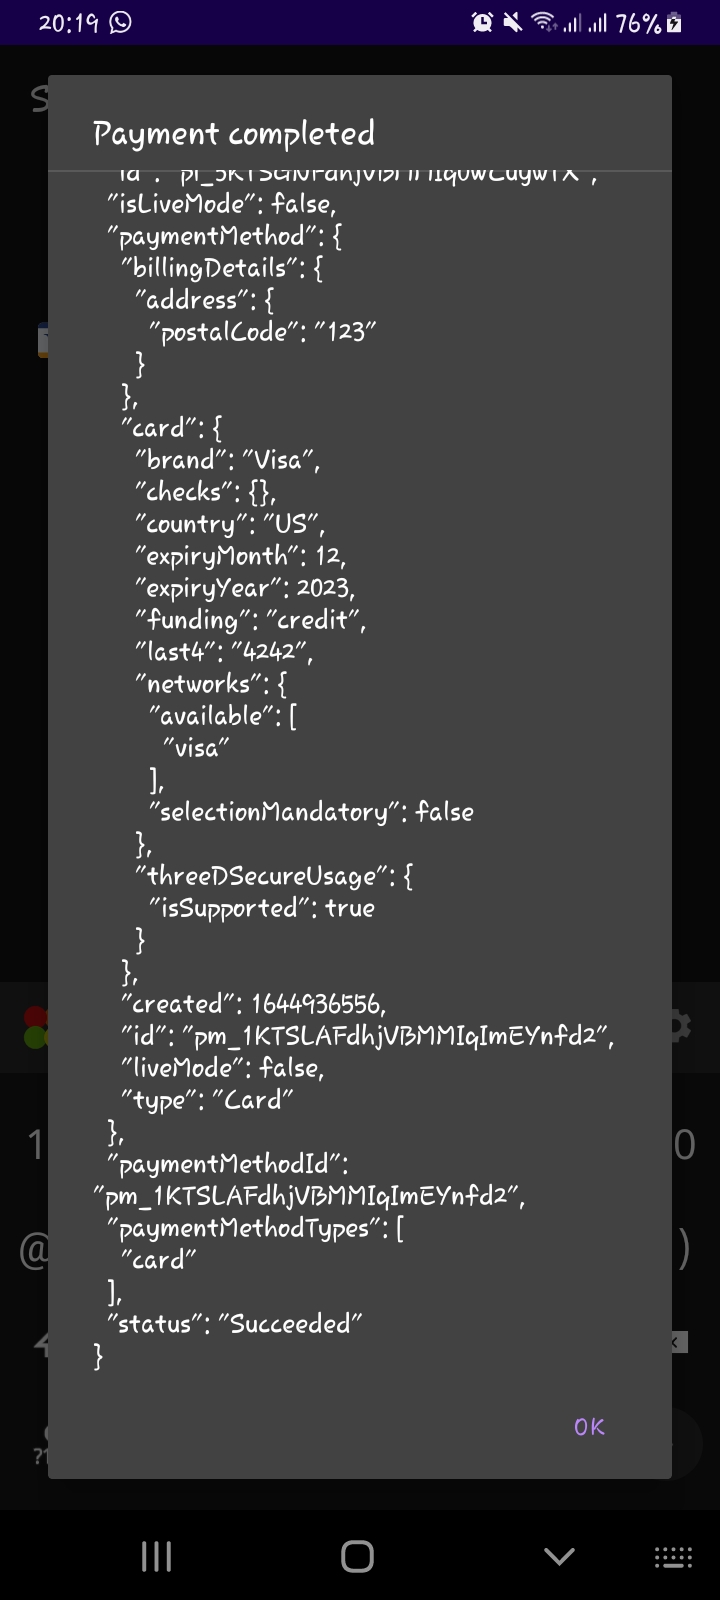 20:19 76%
S
Payment completed
"isLiveMode": false,
"paymentMethod": {
"billingDetails": {
"address": {
"postalCode": "123"
}
},
"card": {
"brand": "Visa",
"checks": {},
"country": "US",
"expiryMonth": 12,
"expiryYear": 2023,
"funding": "credit",
"last4": "4242",
"networks": {
"available": [
"visa"
],
"selectionMandatory": false
},
"threeDSecureUsage": {
"isSupported": true
}
},
"created": 1644936556,
"id": "pm_1KTSLAFdhjVBMMIqImEYnfd2",
"liveMode": false,
"type": "Card"
},
"paymentMethodId":
"pm_1KTSLAFdhjVBMMIqImEYnfd2",
"paymentMethodTypes": [
"card"
],
"status": "Succeeded"
}
OK
1 0
@ )